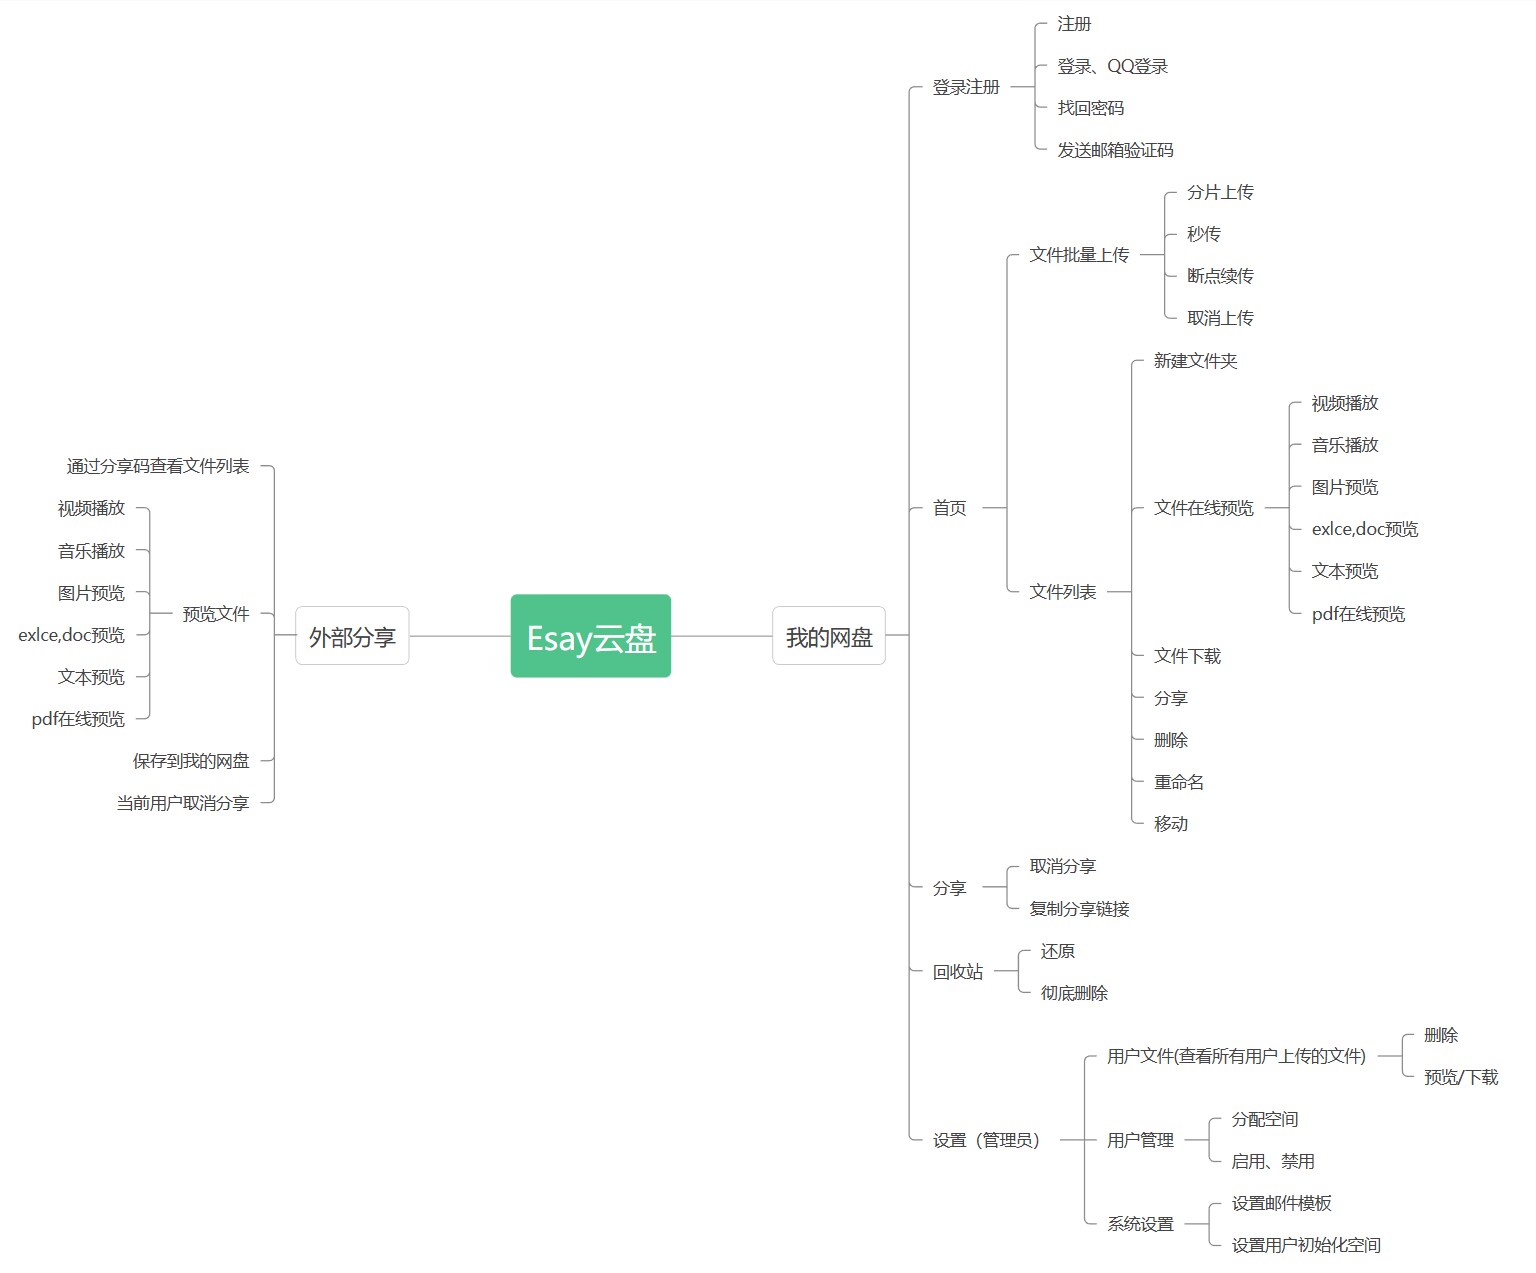 Esay云盘
我的网盘
登录注册
注册
登录、QQ登录
找回密码
发送邮箱验证码
首页
文件批量上传
分片上传
秒传
断点续传
取消上传
文件列表
新建文件夹
文件在线预览
视频播放
音乐播放
图片预览
exlce,doc预览
文本预览
pdf在线预览
文件下载
分享
删除
重命名
移动
分享
取消分享
复制分享链接
回收站
还原
彻底删除
设置（管理员）
用户文件(查看所有用户上传的文件)
删除
预览/下载
用户管理
分配空间
启用、禁用
系统设置
设置邮件模板
设置用户初始化空间
外部分享
通过分享码查看文件列表
预览文件
视频播放
音乐播放
图片预览
exlce,doc预览
文本预览
pdf在线预览
保存到我的网盘
当前用户取消分享